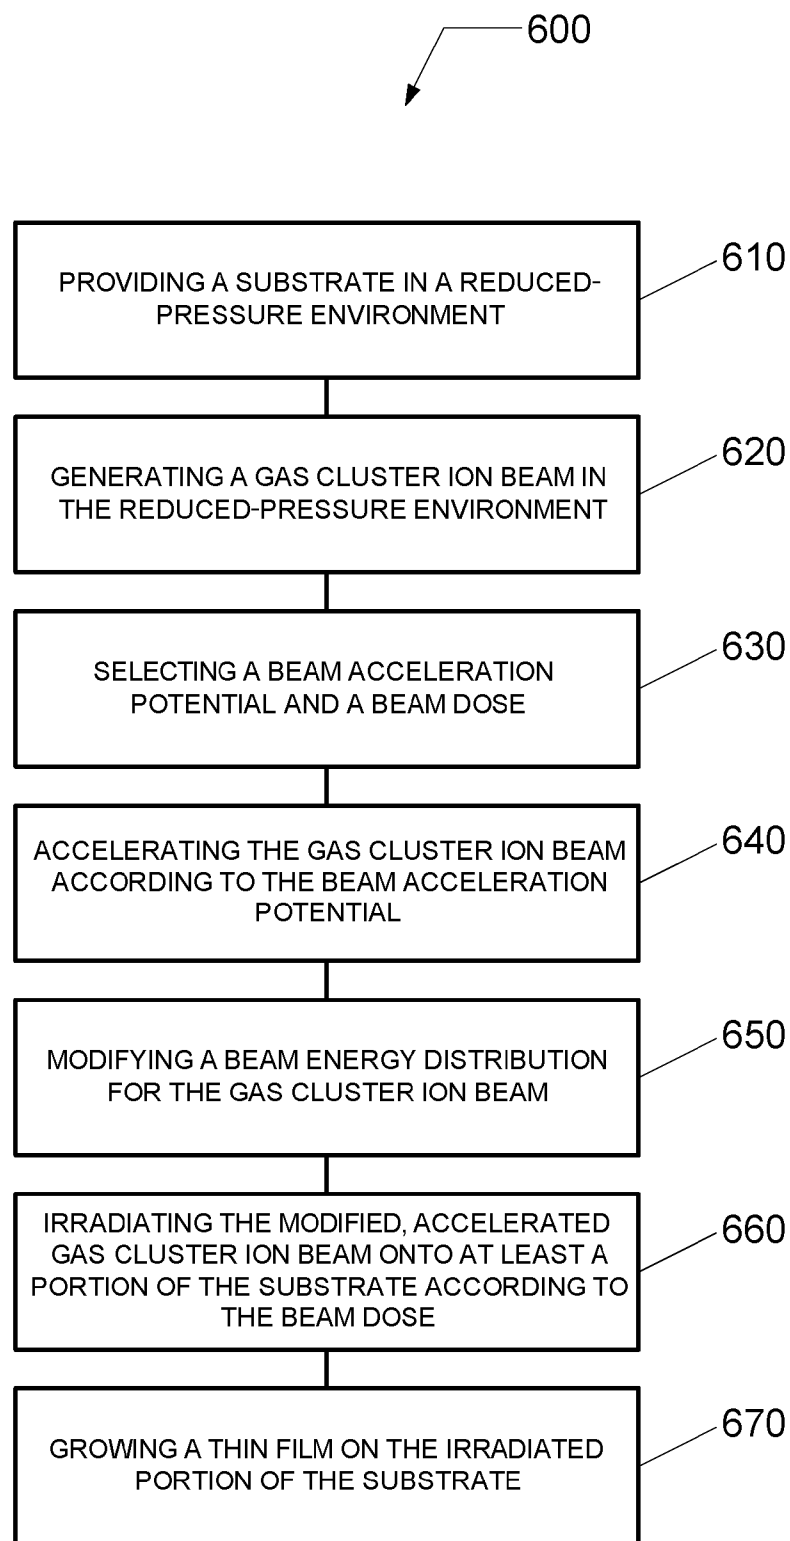 600
PROVIDING A SUBSTRATE IN A REDUCED-
PRESSURE ENVIRONMENT
610
GENERATING A GAS CLUSTER ION BEAM IN
THE REDUCED-PRESSURE ENVIRONMENT
620
SELECTING A BEAM ACCELERATION
POTENTIAL AND A BEAM DOSE
630
ACCELERATING THE GAS CLUSTER ION BEAM
ACCORDING TO THE BEAM ACCELERATION
POTENTIAL
640
MODIFYING A BEAM ENERGY DISTRIBUTION
FOR THE GAS CLUSTER ION BEAM
650
IRRADIATING THE MODIFIED, ACCELERATED
GAS CLUSTER ION BEAM ONTO AT LEAST A
PORTION OF THE SUBSTRATE ACCORDING TO
THE BEAM DOSE
660
GROWING A THIN FILM ON THE IRRADIATED
PORTION OF THE SUBSTRATE
670